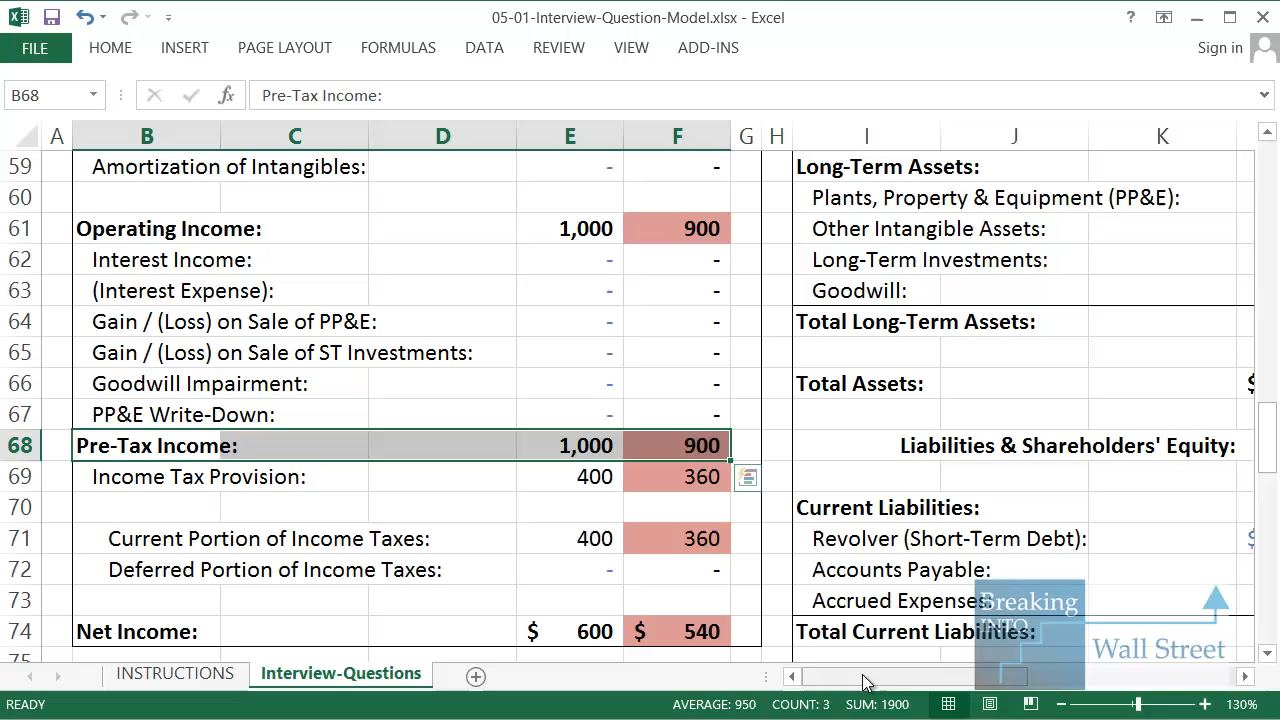 05-01-Interview-Question-Model.xlsx - Excel
?
FILE HOME INSERT PAGE LAYOUT FORMULAS DATA REVIEW VIEW ADD-INS Sign in
B68 fx Pre-Tax Income:
A B C D E F G H I J K
59 Amortization of Intangibles: - - Long-Term Assets:
60 Plants, Property & Equipment (PP&E):
61 Operating Income: 1,000 900 Other Intangible Assets:
62 Interest Income: - - Long-Term Investments:
63 (Interest Expense): - - Goodwill:
64 Gain / (Loss) on Sale of PP&E: - - Total Long-Term Assets:
65 Gain / (Loss) on Sale of ST Investments: - -
66 Goodwill Impairment: - - Total Assets: $
67 PP&E Write-Down: - -
68 Pre-Tax Income: 1,000 900 Liabilities & Shareholders' Equity:
69 Income Tax Provision: 400 360
70 Current Liabilities:
71 Current Portion of Income Taxes: 400 360 Revolver (Short-Term Debt): $
72 Deferred Portion of Income Taxes: - - Accounts Payable:
73 Accrued Expenses:
74 Net Income: $ 600 $ 540 Total Current Liabilities:
75
Breaking
INTO
Wall Street
INSTRUCTIONS Interview-Questions
READY AVERAGE: 950 COUNT: 3 SUM: 1900 130%